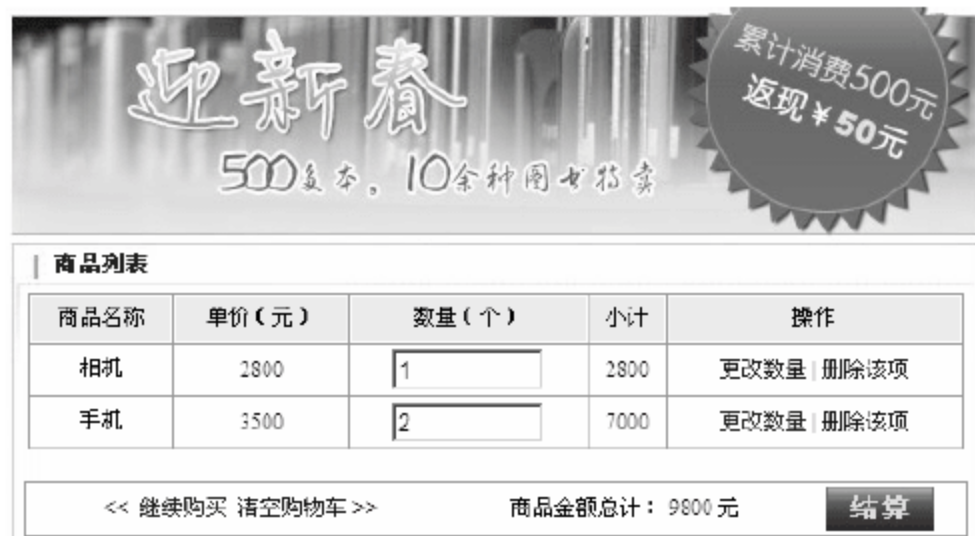 迎新春
500复本。10余种图书特卖
累计消费500元
返现¥50元
商品列表
商品名称 单价(元) 数量(个) 小计 操作
相机 2800 1 2800 更改数量|删除该项
手机 3500 2 7000 更改数量|删除该项
<< 继续购买 清空购物车 >> 商品金额总计: 9800 元 结算